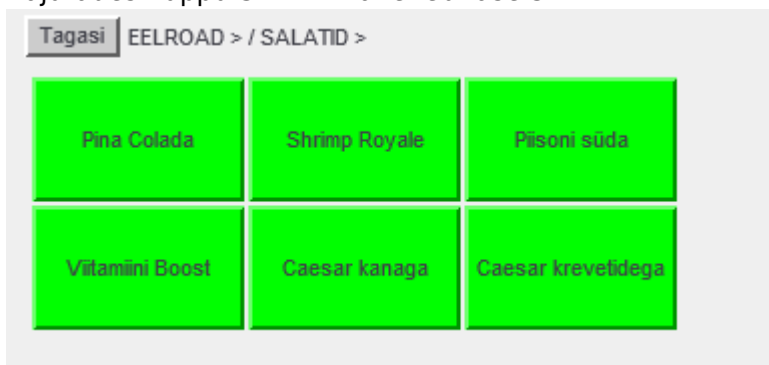 Tagasi EELROAD > / SALATID >
Pina Colada Shrimp Royale Piisoni süda
Viitamiini Boost Caesar kanaga Caesar krevetidega